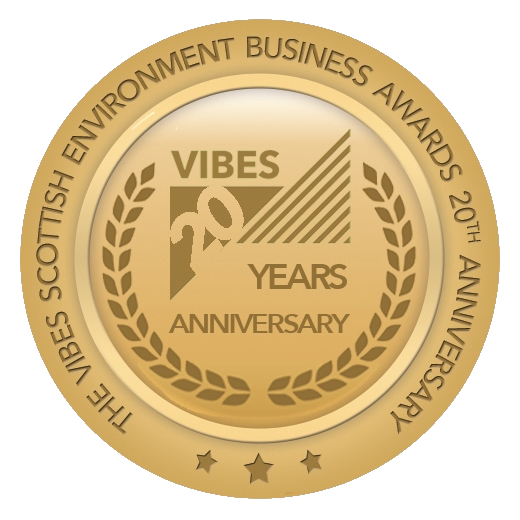 THE VIBES SCOTTISH ENVIRONMENT BUSINESS AWARDS 20TH ANNIVERSARY
VIBES
20
YEARS
ANNIVERSARY